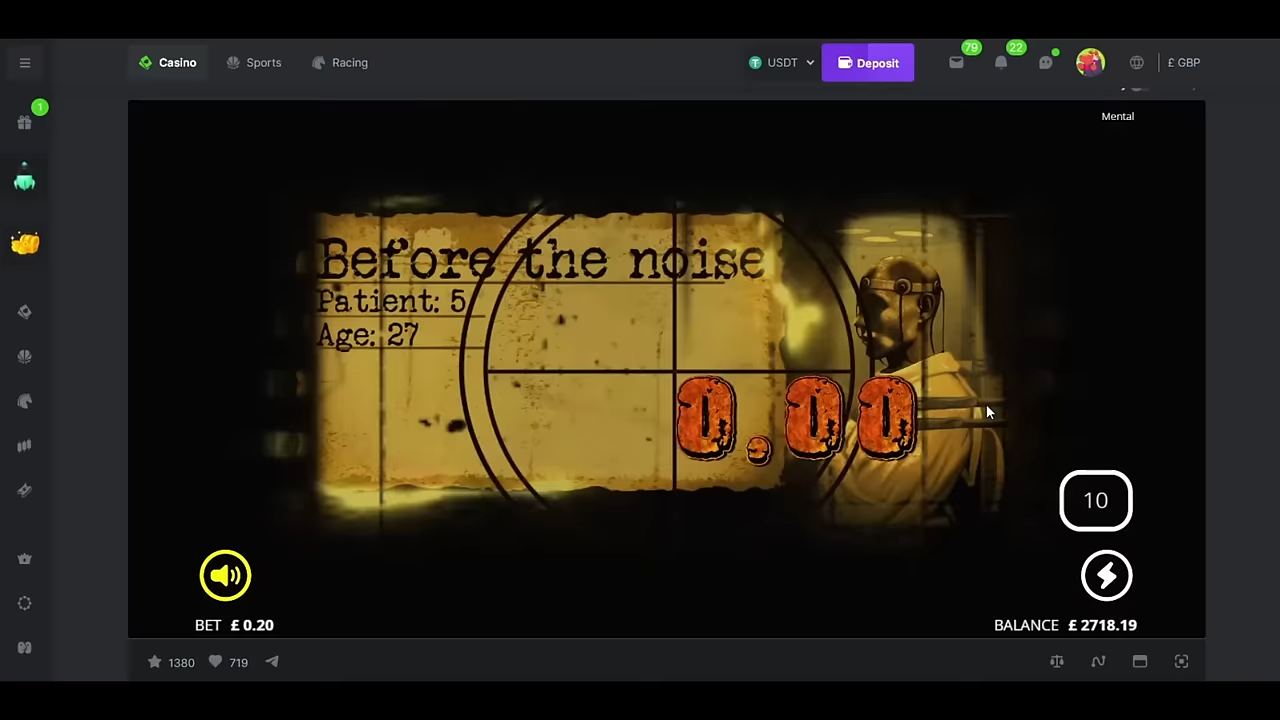 1
Casino
Sports
Racing
USDT
Deposit
79
22
£ GBP
Mental
Before the noise
Patient: 5
Age: 27
0.00
10
BET £ 0.20
BALANCE £ 2718.19
1380
719